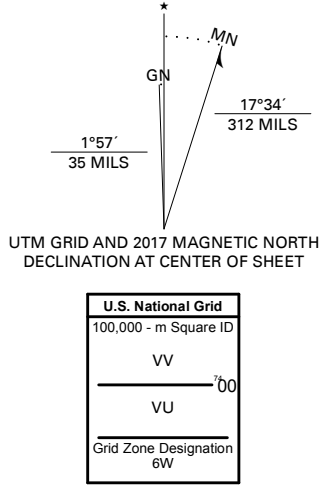 ★
MN
GN
17°34´
312 MILS
1°57´
35 MILS
UTM GRID AND 2017 MAGNETIC NORTH
DECLINATION AT CENTER OF SHEET
U.S. National Grid
100,000 - m Square ID
VV
7400
VU
Grid Zone Designation
6W